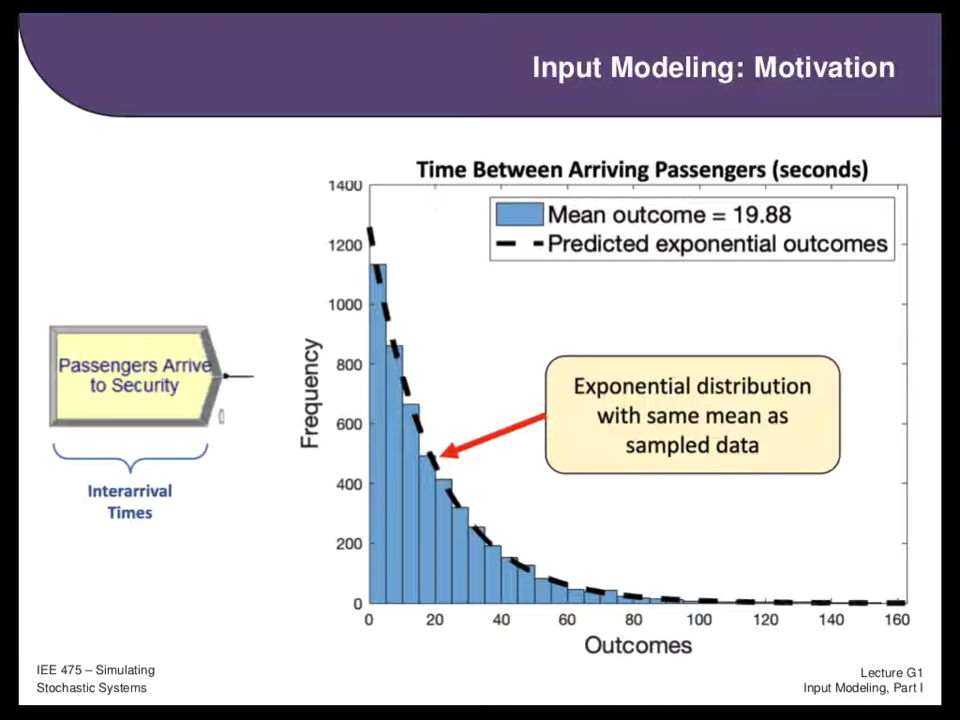 Input Modeling: Motivation
Time Between Arriving Passengers (seconds)
1400
1200
1000
800
600
400
200
0
Frequency
Mean outcome = 19.88
Predicted exponential outcomes
Exponential distribution
with same mean as
sampled data
0 20 40 60 80 100 120 140 160
Outcomes
Passengers Arrive
to Security
0
Interarrival
Times
IEE 475 – Simulating
Stochastic Systems
Lecture G1
Input Modeling, Part I